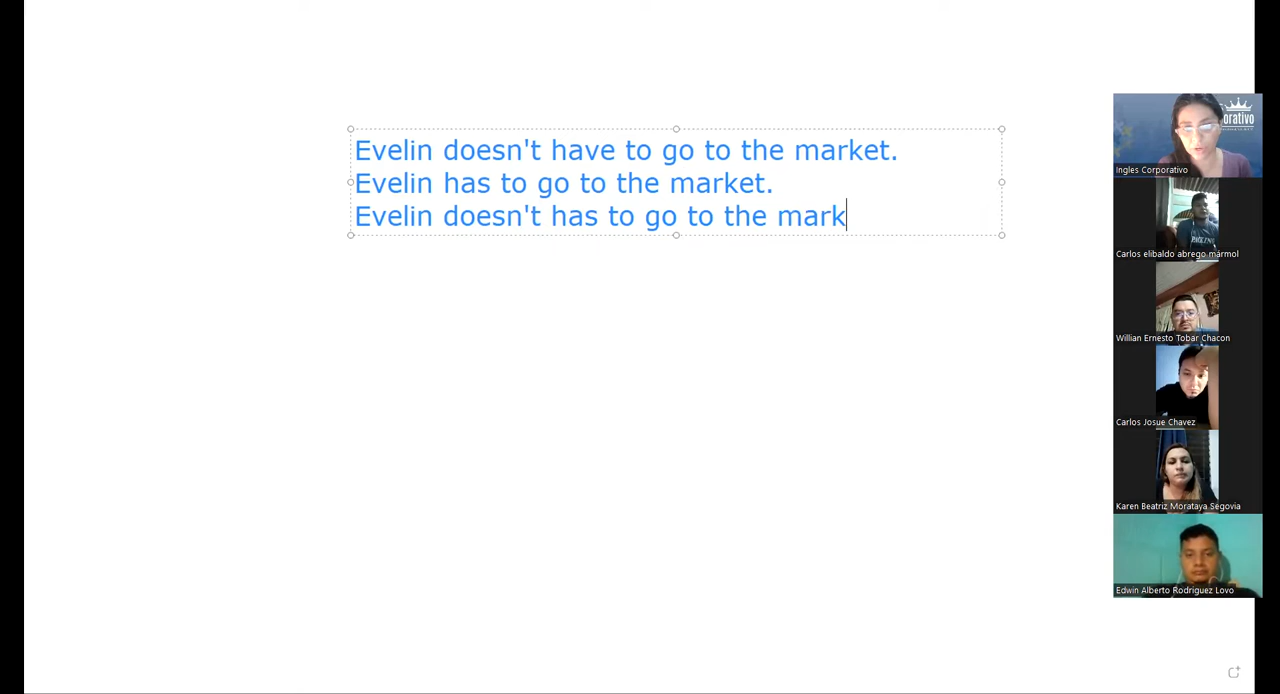 Evelin doesn't have to go to the market.
Evelin has to go to the market.
Evelin doesn't has to go to the mark
orativo
Ingles Corporativo
Carlos elibaldo abrego mármol
Willian Ernesto Tobar Chacon
Carlos Josue Chavez
Karen Beatriz Morataya Segovia
Edwin Alberto Rodriguez Lovo